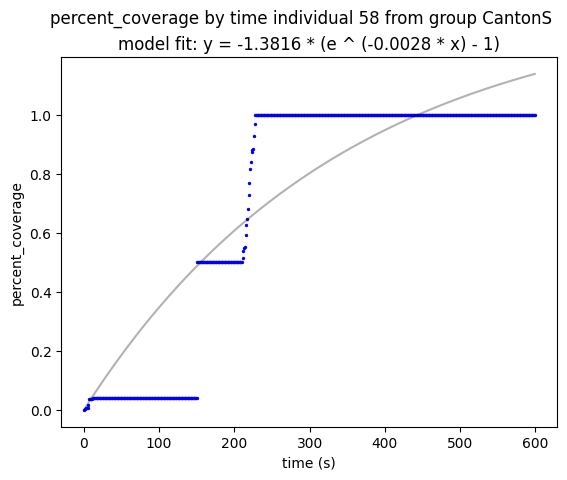 percent_coverage by time individual 58 from group CantonS
model fit: y = -1.3816 * (e ^ (-0.0028 * x) - 1)
1.0
0.8
0.6
0.4
0.2
0.0
percent_coverage
0 100 200 300 400 500 600
time (s)